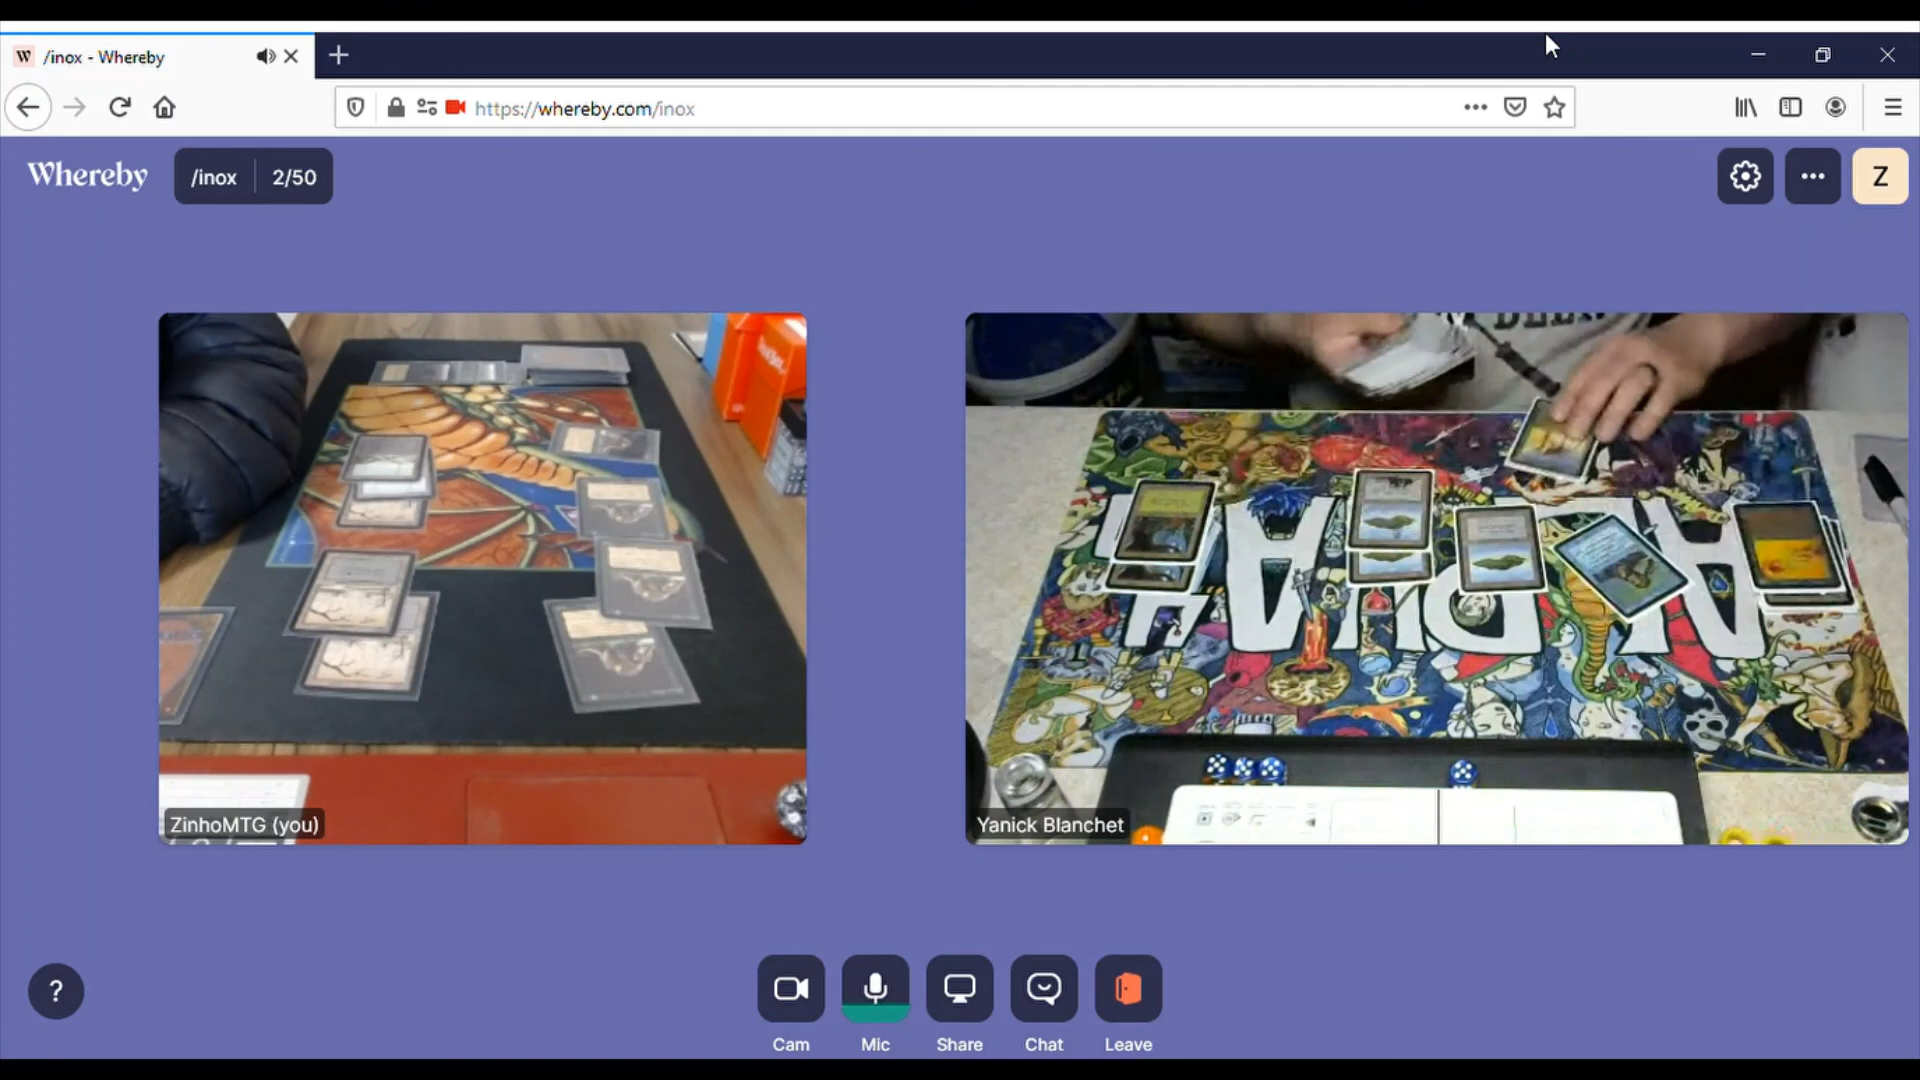 W /inox - Whereby
https://whereby.com/inox
Whereby
/inox 2/50
Z
ZinhoMTG (you)
Yanick Blanchet
?
Cam
Mic
Share
Chat
Leave